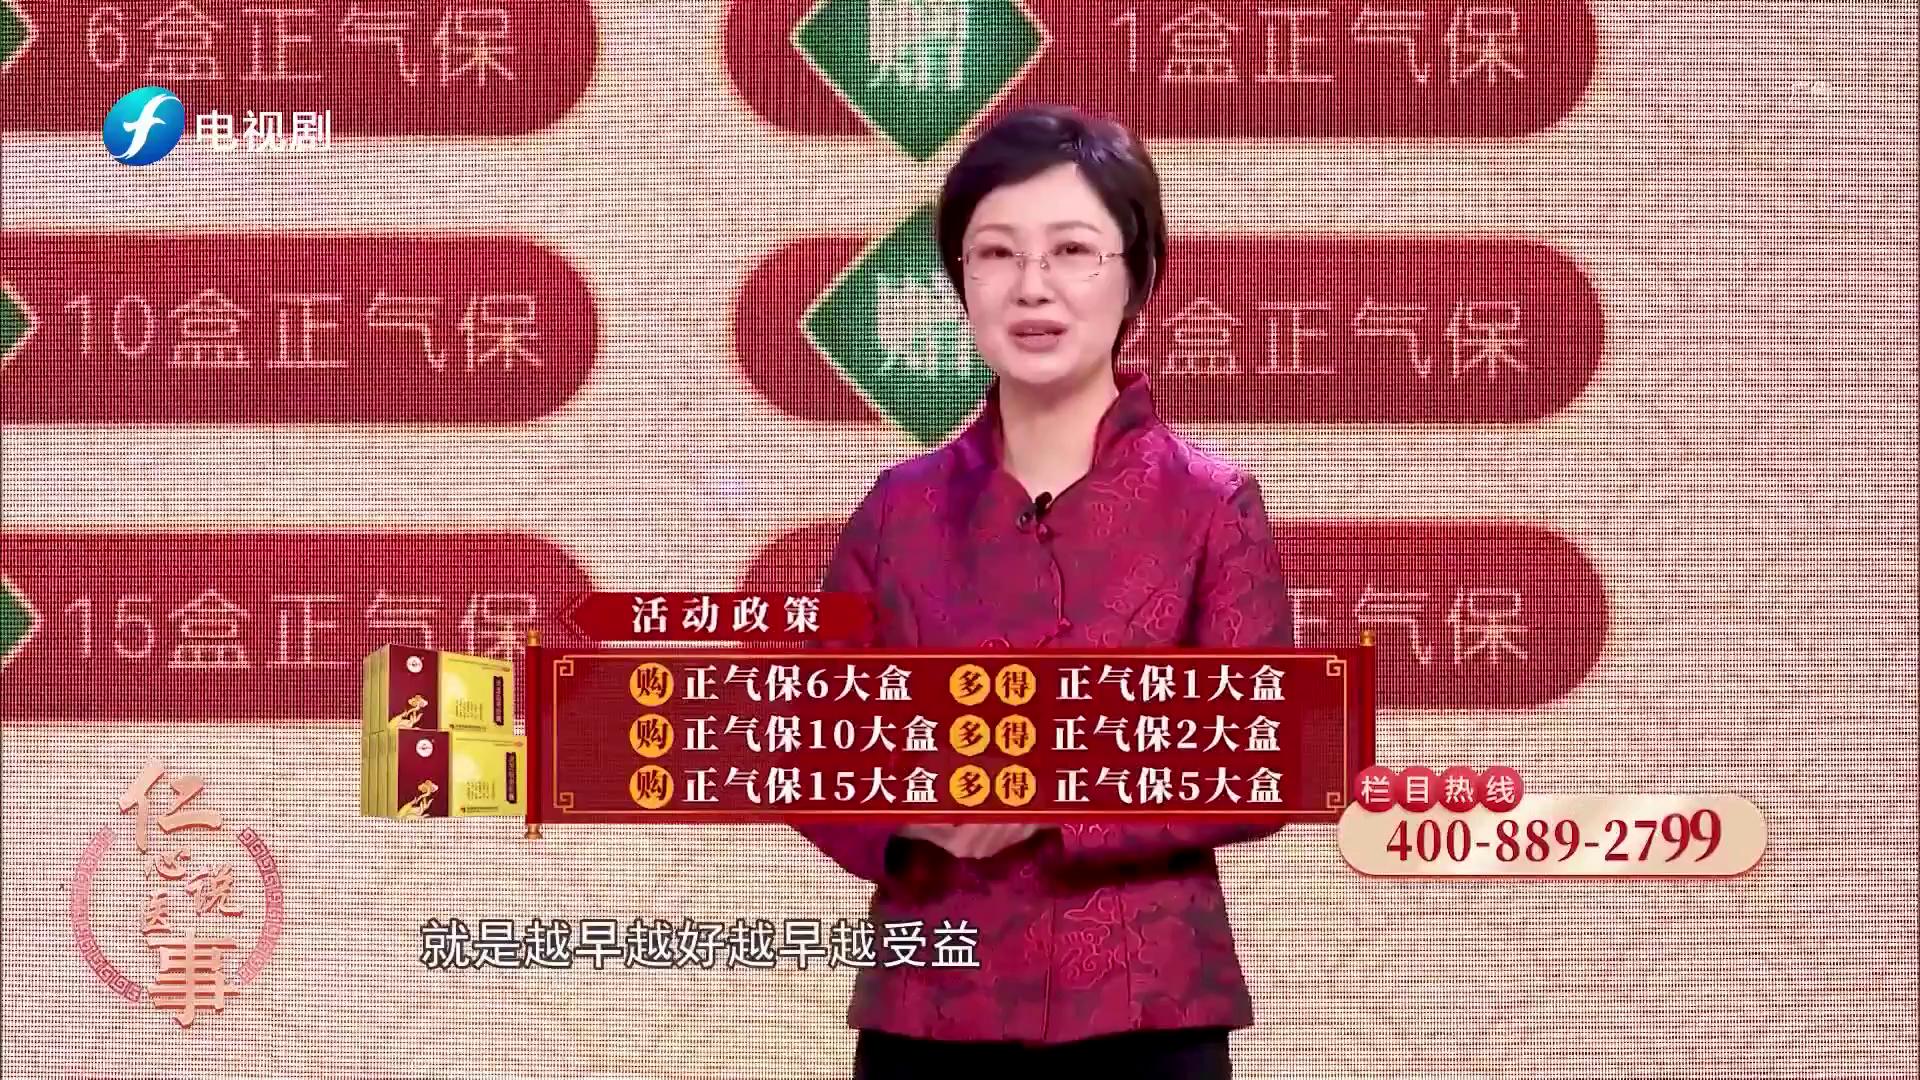 6盒正气保
赠
1盒正气保
电视剧
10盒正气保
赠
2盒正气保
15盒正气保
正气保
活动政策
购 正气保6大盒 多得 正气保1大盒
购 正气保10大盒 多得 正气保2大盒
购 正气保15大盒 多得 正气保5大盒
栏目热线
400-889-2799
仁心说医事
就是越早越好越早越受益